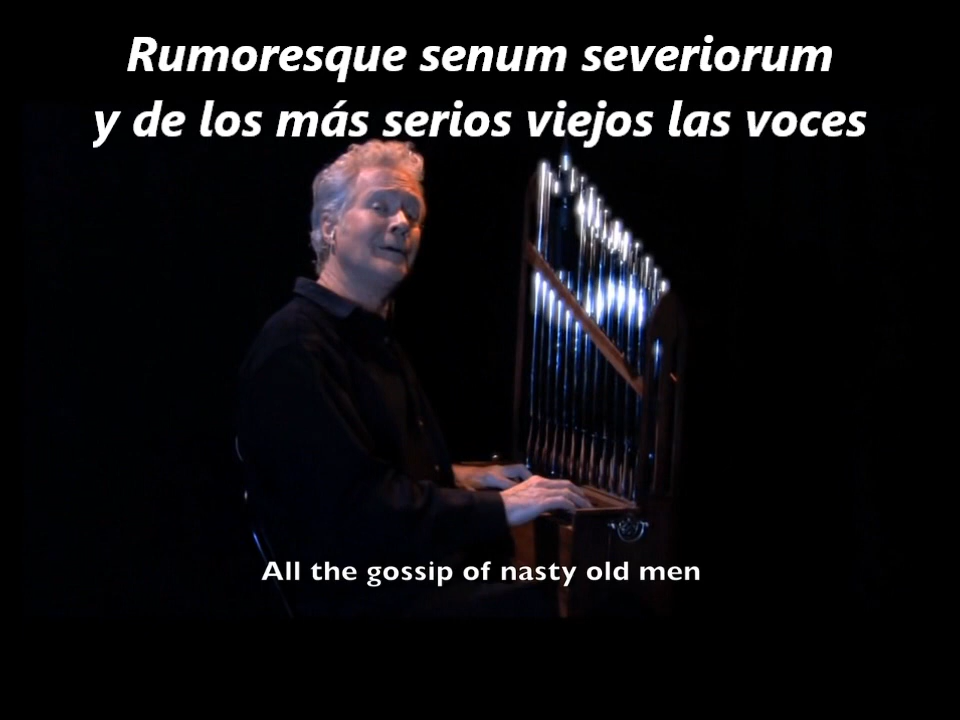 Rumoresque senum severiorum
y de los más serios viejos las voces
All the gossip of nasty old men